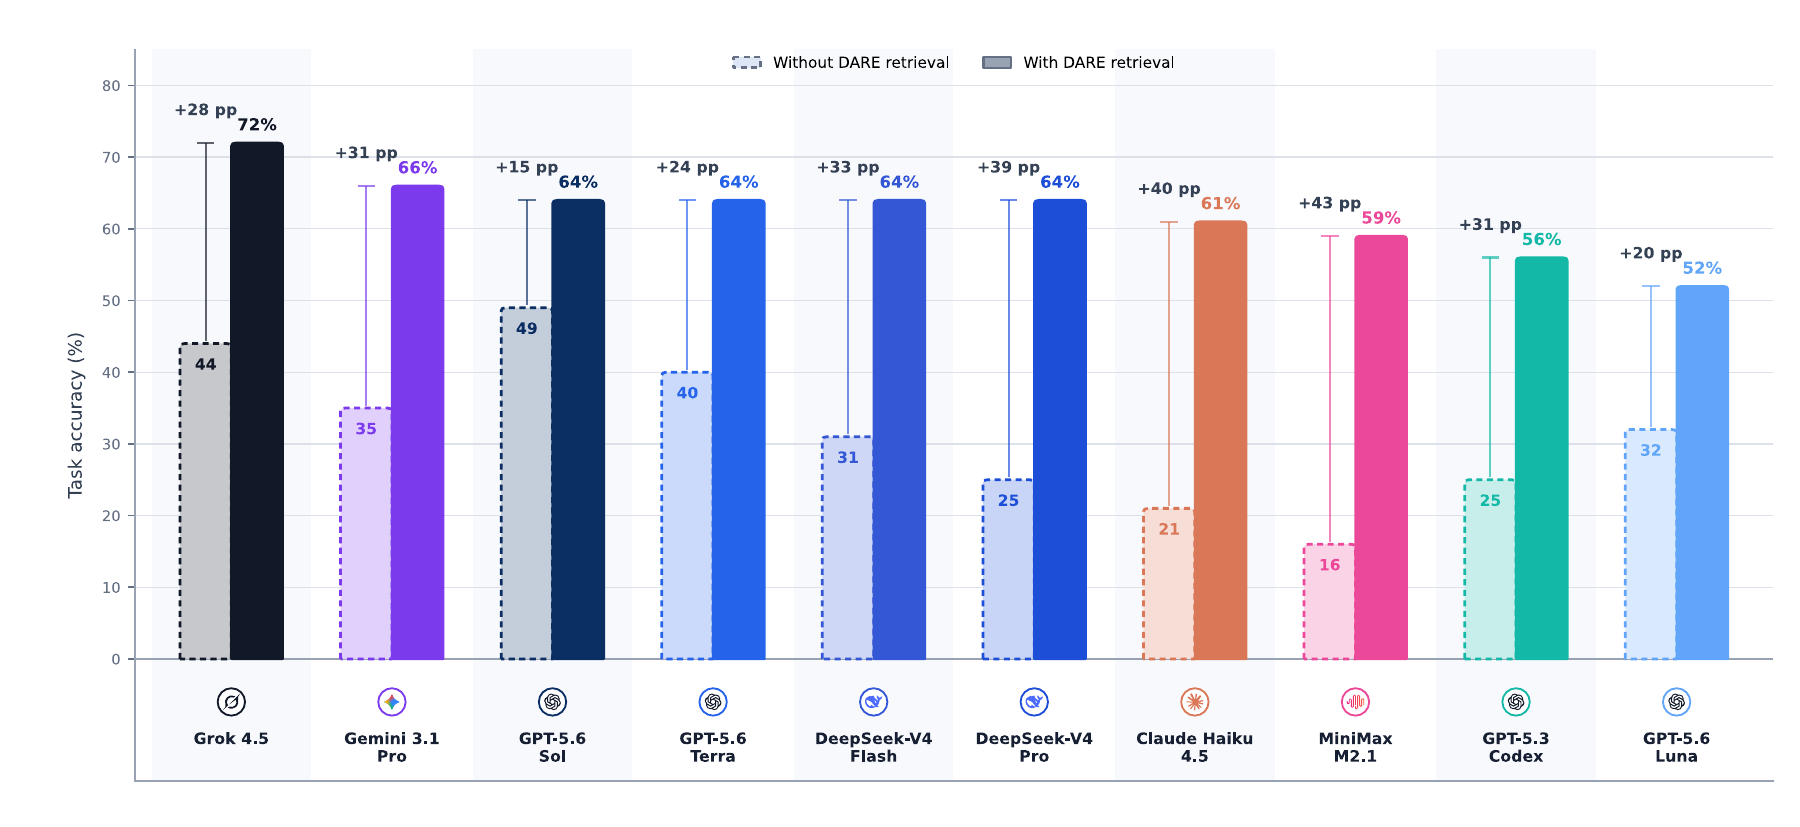 Without DARE retrieval
With DARE retrieval
Task accuracy (%)
80
70
60
50
40
30
20
10
0
+28 pp
72%
44
+31 pp
66%
35
+15 pp
64%
49
+24 pp
64%
40
+33 pp
64%
31
+39 pp
64%
25
+40 pp
61%
21
+43 pp
59%
16
+31 pp
56%
25
+20 pp
52%
32
Grok 4.5
Gemini 3.1
Pro
GPT-5.6
Sol
GPT-5.6
Terra
DeepSeek-V4
Flash
DeepSeek-V4
Pro
Claude Haiku
4.5
MiniMax
M2.1
GPT-5.3
Codex
GPT-5.6
Luna